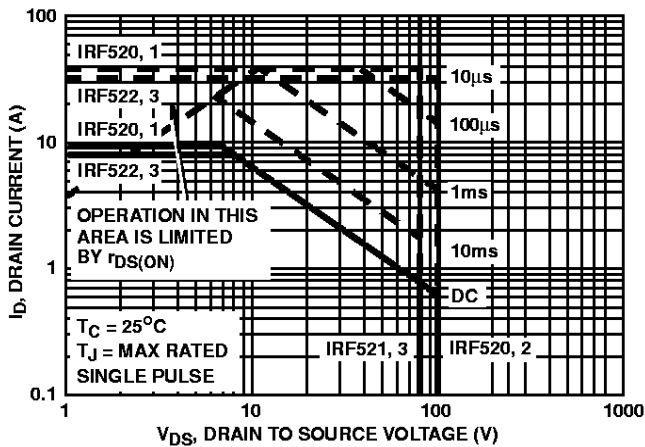 100
10
1
0.1
I_D, DRAIN CURRENT (A)
IRF520, 1
IRF522, 3
IRF520, 1
IRF522, 3
OPERATION IN THIS
AREA IS LIMITED
BY r_DS(ON)
T_C = 25°C
T_J = MAX RATED
SINGLE PULSE
10µs
100µs
1ms
10ms
DC
IRF521, 3
IRF520, 2
1
10
100
1000
V_DS, DRAIN TO SOURCE VOLTAGE (V)